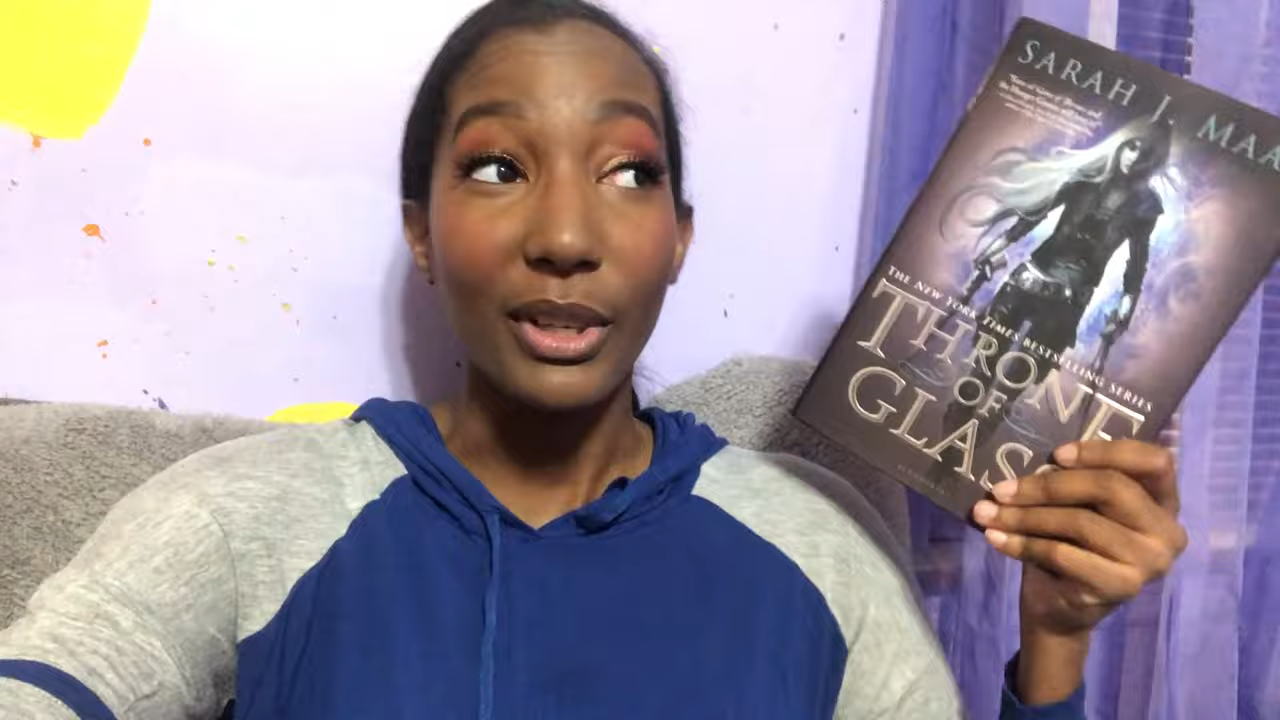 SARAH J. MAA
THE NEW YORK TIMES BESTSELLING SERIES
THRONE
OF
GLASS